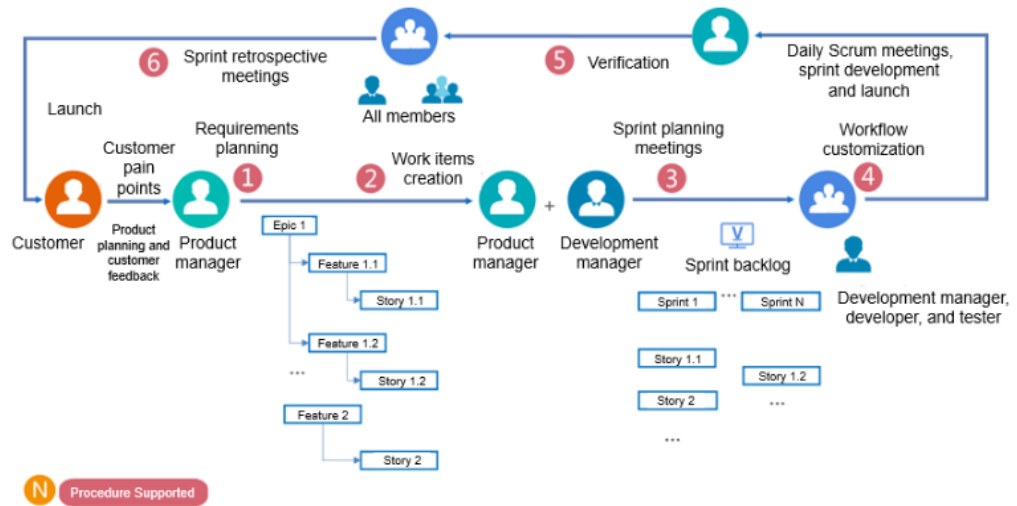 6
Sprint retrospective
meetings
5
Verification
Daily Scrum meetings,
sprint development
and launch
All members
Launch
Customer
pain
points
Requirements
planning
1
2
Work items
creation
Sprint planning
meetings
3
Workflow
customization
4
+
Customer
Product
planning and
customer
feedback
Product
manager
Product
manager
Development
manager
V
Sprint backlog
Development manager,
developer, and tester
Epic 1
Feature 1.1
Story 1.1
Feature 1.2
...
Story 1.2
Feature 2
Story 2
Sprint 1
...
Sprint N
Story 1.1
Story 1.2
Story 2
...
...
N
Procedure Supported